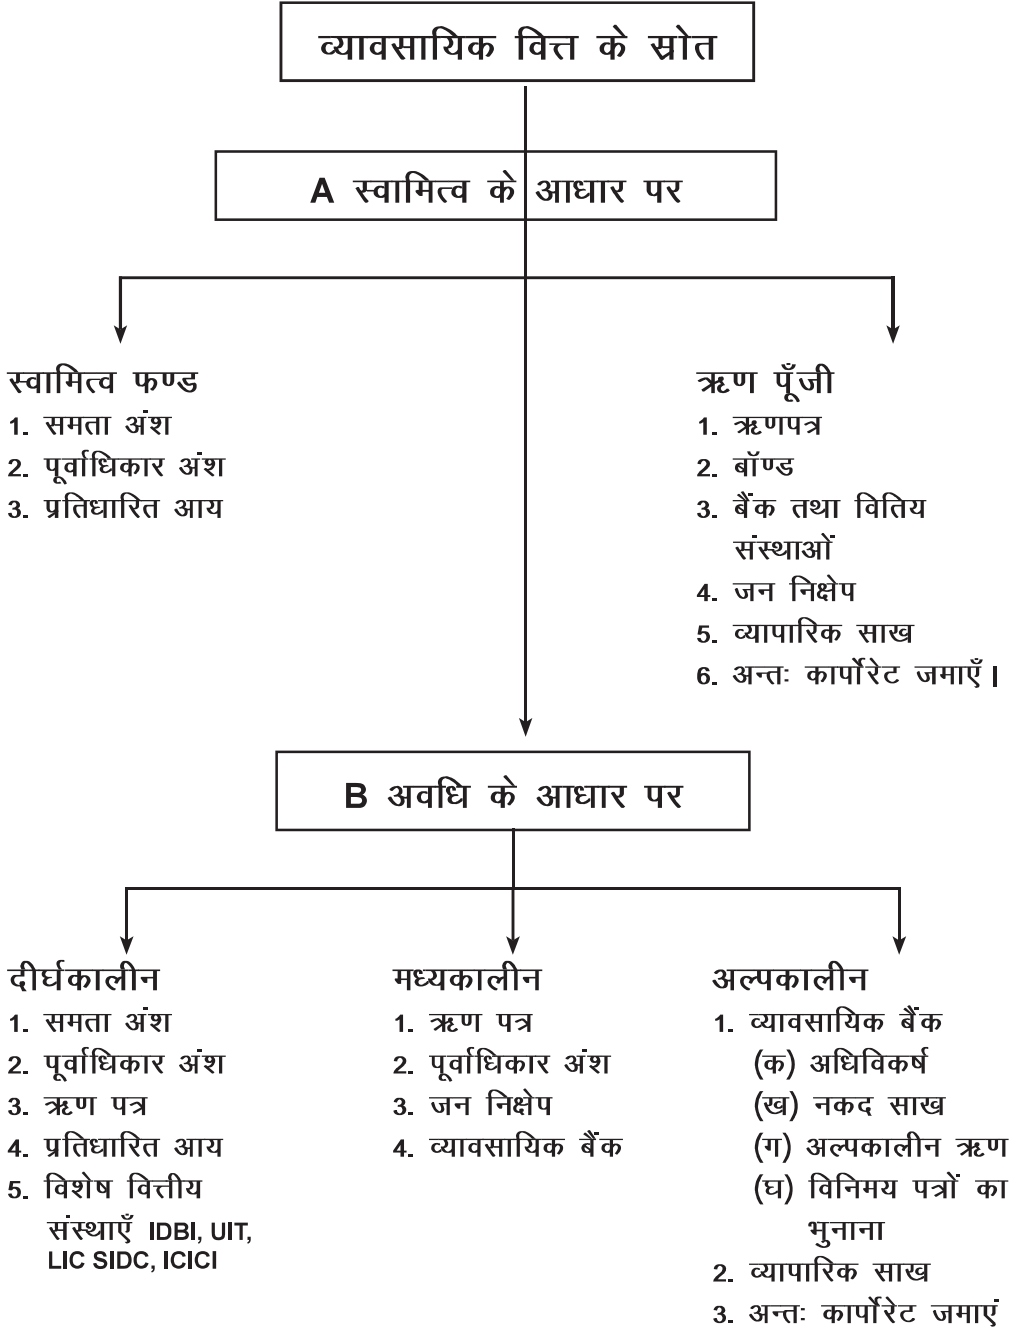 व्यावसायिक वित्त के स्रोत
A स्वामित्व के आधार पर
स्वामित्व फण्ड
1. समता अंश
2. पूर्वाधिकार अंश
3. प्रतिधारित आय
ऋण पूँजी
1. ऋणपत्र
2. बॉण्ड
3. बैंक तथा वितिय
संस्थाओं
4. जन निक्षेप
5. व्यापारिक साख
6. अन्तः कार्पोरेट जमाएँ।
B अवधि के आधार पर
दीर्घकालीन
1. समता अंश
2. पूर्वाधिकार अंश
3. ऋण पत्र
4. प्रतिधारित आय
5. विशेष वित्तीय
संस्थाएँ IDBI, UIT,
LIC SIDC, ICICI
मध्यकालीन
1. ऋण पत्र
2. पूर्वाधिकार अंश
3. जन निक्षेप
4. व्यावसायिक बैंक
अल्पकालीन
1. व्यावसायिक बैंक
(क) अधिविकर्ष
(ख) नकद साख
(ग) अल्पकालीन ऋण
(घ) विनिमय पत्रों का
भुनाना
2. व्यापारिक साख
3. अन्तः कार्पोरेट जमाएं